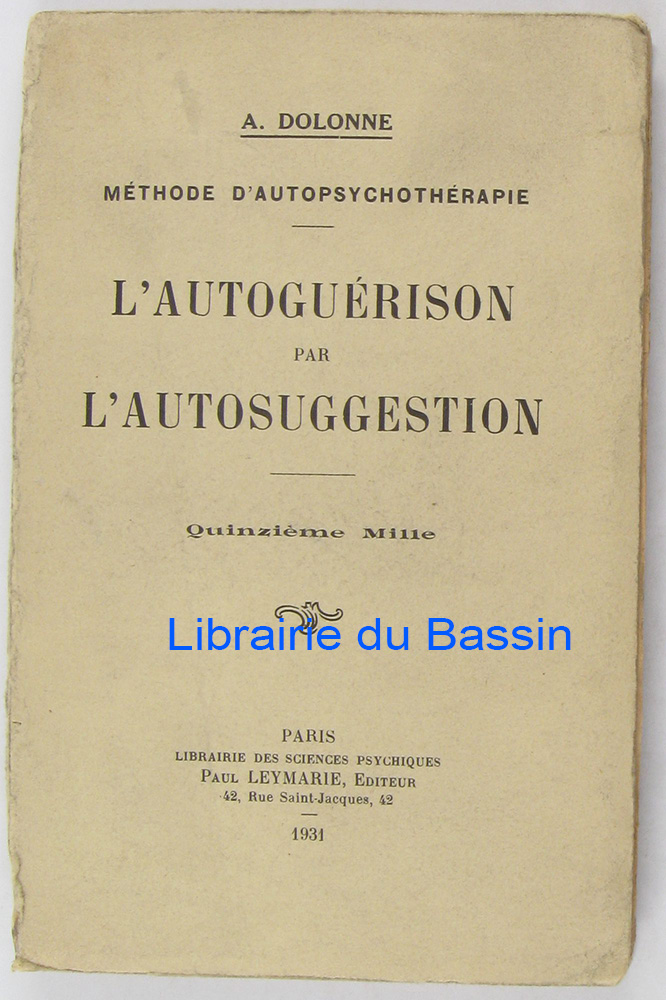 A. DOLONNE
MÉTHODE D'AUTOPSYCHOTHÉRAPIE
L'AUTOGUÉRISON
PAR
L'AUTOSUGGESTION
Quinzième Mille
Librairie du Bassin
PARIS
LIBRAIRIE DES SCIENCES PSYCHIQUES
PAUL LEYMARIE, EDITEUR
42, Rue Saint-Jacques, 42
1931